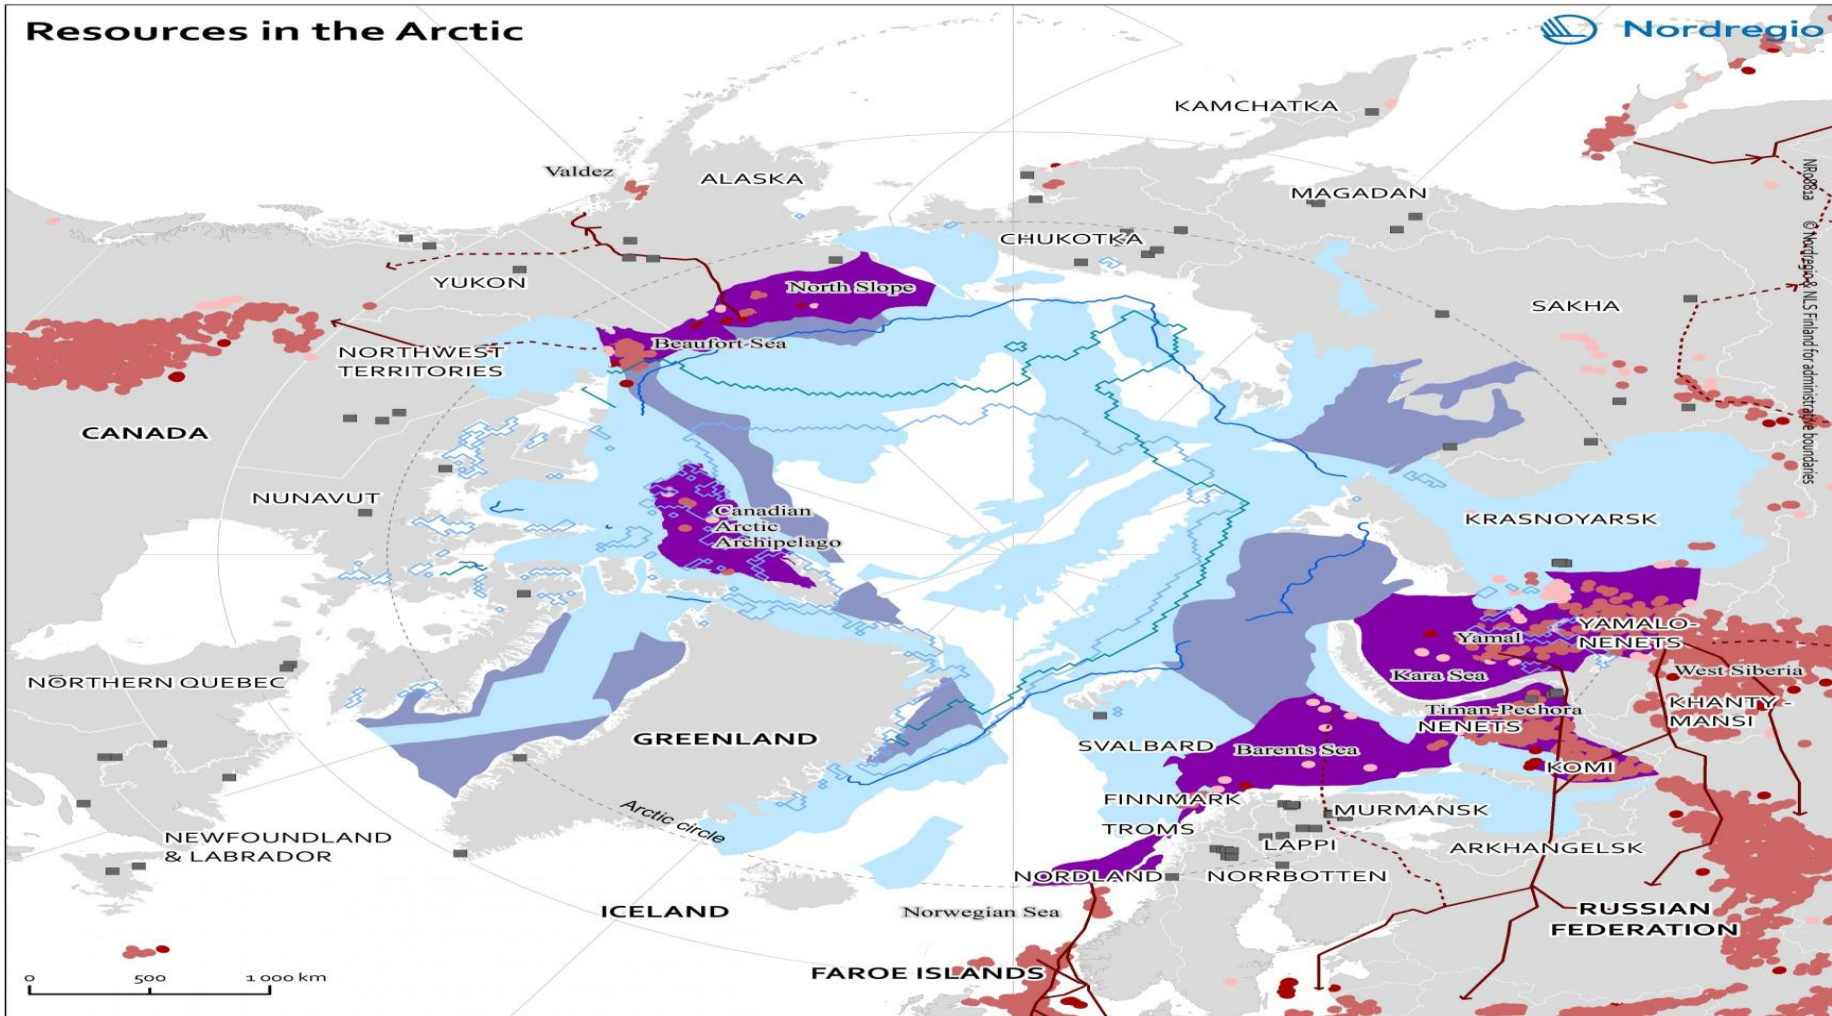 Resources in the Arctic
Nordregio
KAMCHATKA
Valdez
ALASKA
MAGADAN
CHUKOTKA
YUKON
North Slope
SAKHA
Beaufort Sea
NORTHWEST
TERRITORIES
CANADA
NUNAVUT
Canadian
Arctic
Archipelago
KRASNOYARSK
YAMALO-
NENETS
Yamal
Kara Sea
West Siberia
KHANTY-
MANSI
NORTHERN QUEBEC
Timan-Pechora
NENETS
GREENLAND
SVALBARD
Barents Sea
KOMI
FINNMARK
MURMANSK
Arctic circle
TROMS
NEWFOUNDLAND
& LABRADOR
LAPPI
ARKHANGELSK
NORDLAND
NORRBOTTEN
ICELAND
Norwegian Sea
RUSSIAN
FEDERATION
FAROE ISLANDS
0 500 1 000 km
NR0881a © Nordregio & NLS Finland for administrative boundaries